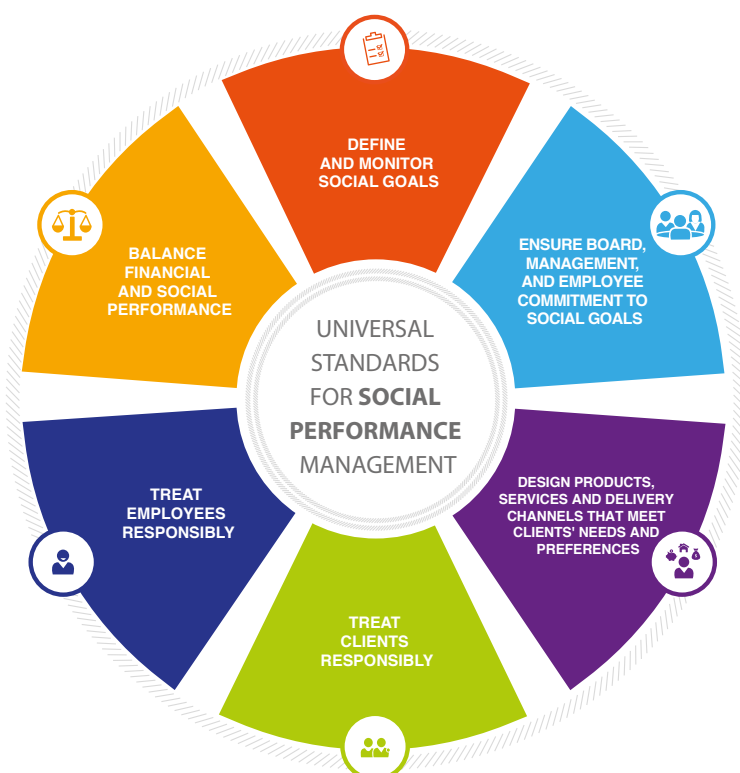 DEFINE
AND MONITOR
SOCIAL GOALS
ENSURE BOARD,
MANAGEMENT,
AND EMPLOYEE
COMMITMENT TO
SOCIAL GOALS
DESIGN PRODUCTS,
SERVICES AND DELIVERY
CHANNELS THAT MEET
CLIENTS' NEEDS AND
PREFERENCES
TREAT
CLIENTS
RESPONSIBLY
TREAT
EMPLOYEES
RESPONSIBLY
BALANCE
FINANCIAL
AND SOCIAL
PERFORMANCE
UNIVERSAL
STANDARDS
FOR SOCIAL
PERFORMANCE
MANAGEMENT